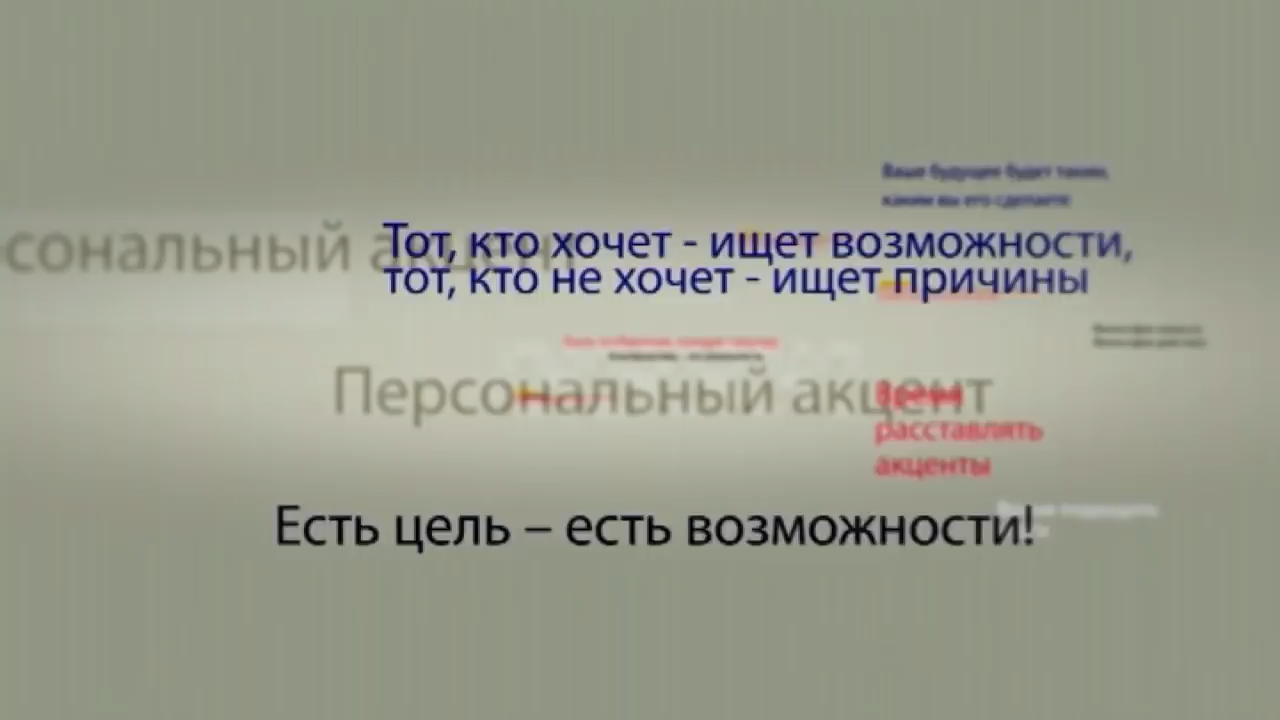 Ваше будущее будет таким,
каким вы его сделаете
сональный акцент
Тот, кто хочет - ищет возможности,
тот, кто не хочет - ищет причины
Персональный акцент
Время
расставлять
акценты
Есть цель – есть возможности!